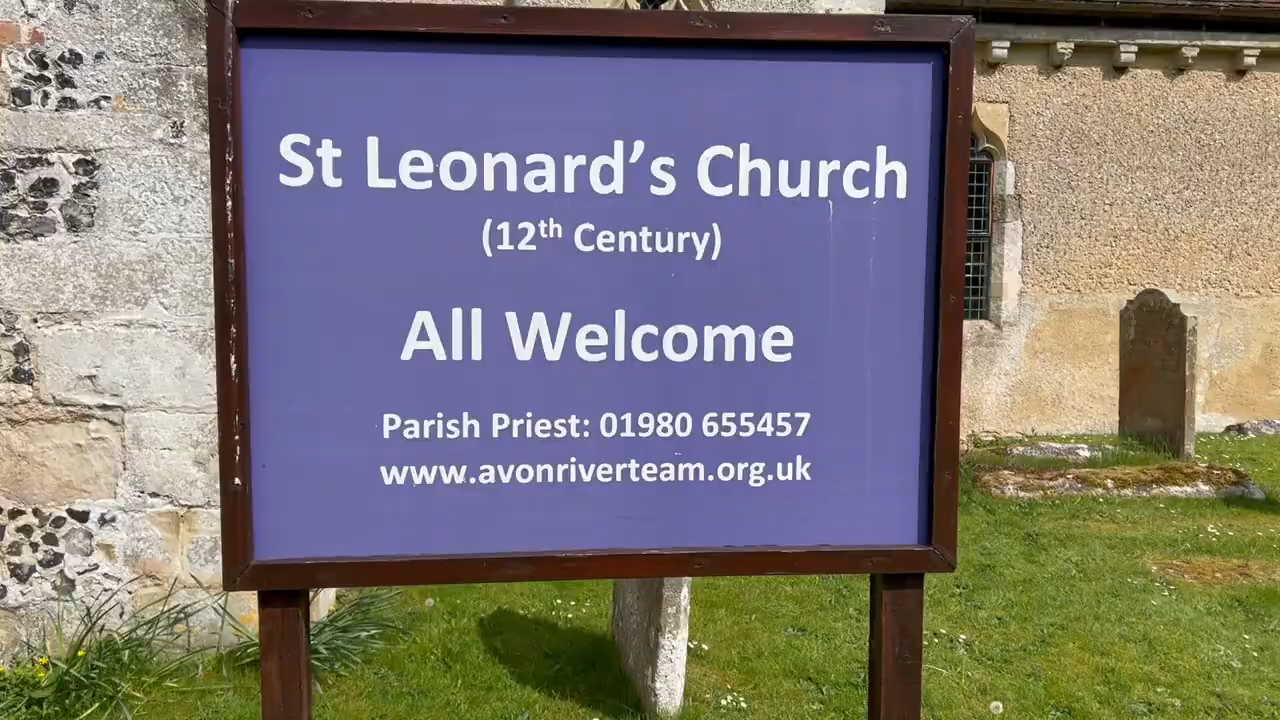 St Leonard's Church
(12th Century)
All Welcome
Parish Priest: 01980 655457
www.avonriverteam.org.uk